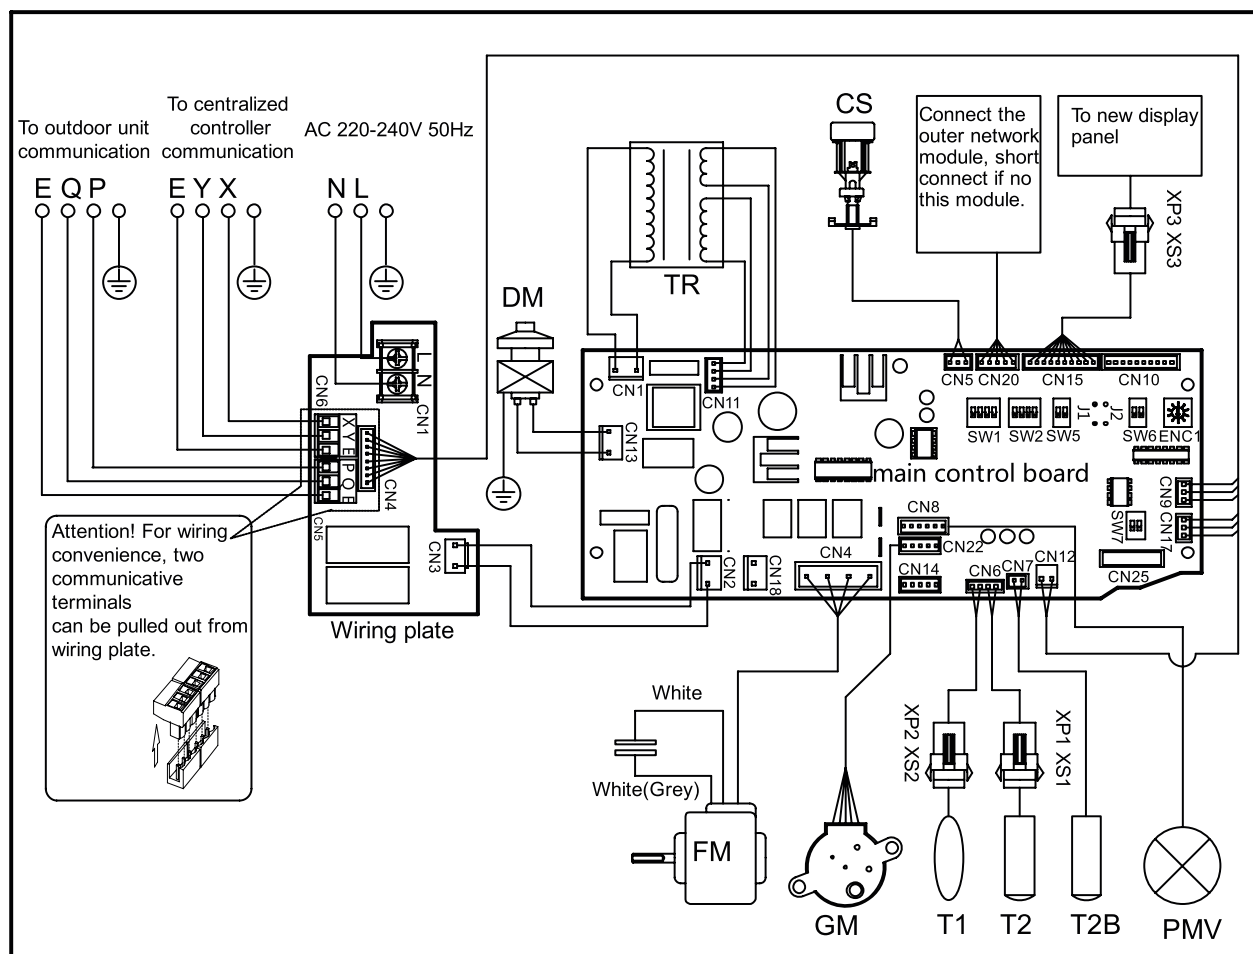 To outdoor unit
communication
To centralized
controller
communication
AC 220-240V 50Hz
E Q P
E Y X
N L
CS
Connect the
outer network
module, short
connect if no
this module.
To new display
panel
XP3 XS3
TR
DM
L
N
CN1
CN6
X
Y
E
P
Q
E
CN4
CN5
CN3
Wiring plate
Attention! For wiring
convenience, two
communicative
terminals
can be pulled out from
wiring plate.
CN1
CN11
CN13
CN5
CN20
CN15
CN10
SW1
SW2
SW5
J1
J2
SW6
ENC1
main control board
CN8
CN22
CN14
CN4
CN2
CN18
CN6
CN7
CN12
SW7
CN9
CN17
CN25
White
White(Grey)
FM
GM
XP2 XS2
XP1 XS1
T1
T2
T2B
PMV